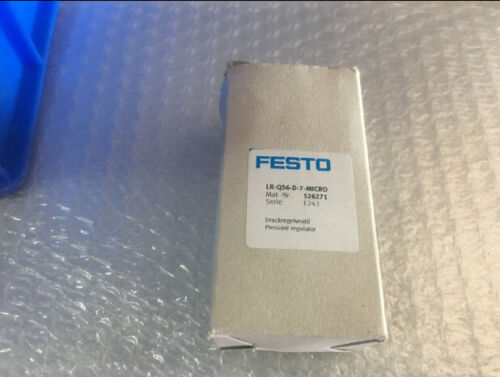 FESTO
LR-QS6-D-7-MICRO
Mat.-Nr. 526271
Serie: E243
Druckregelventil
Pressure regulator